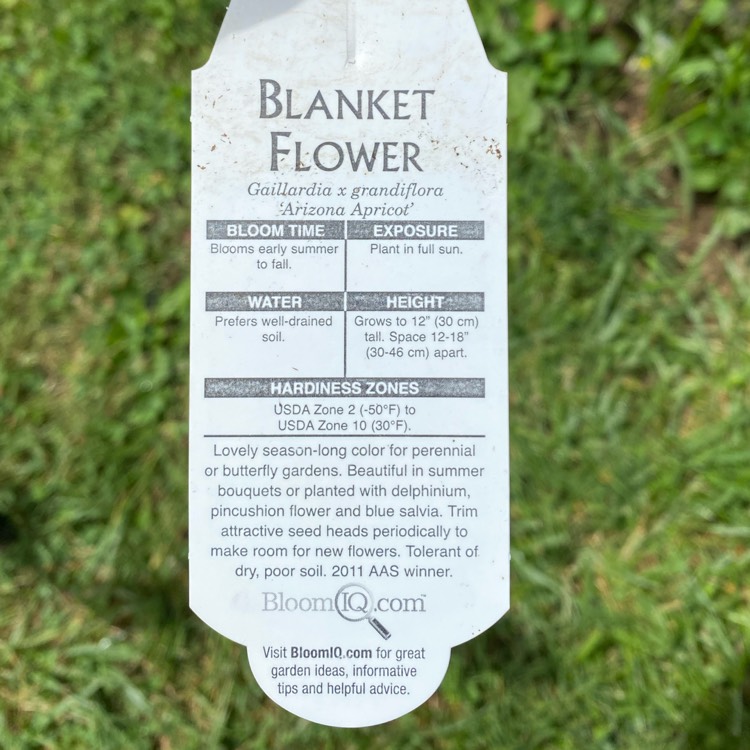 BLANKET
FLOWER
Gaillardia x grandiflora
'Arizona Apricot'
BLOOM TIME
Blooms early summer
to fall.
EXPOSURE
Plant in full sun.
WATER
Prefers well-drained
soil.
HEIGHT
Grows to 12" (30 cm)
tall. Space 12-18"
(30-46 cm) apart.
HARDINESS ZONES
USDA Zone 2 (-50°F) to
USDA Zone 10 (30°F).
Lovely season-long color for perennial
or butterfly gardens. Beautiful in summer
bouquets or planted with delphinium,
pincushion flower and blue salvia. Trim
attractive seed heads periodically to
make room for new flowers. Tolerant of
dry, poor soil. 2011 AAS winner.
BloomIQ.com™
Visit BloomIQ.com for great
garden ideas, informative
tips and helpful advice.